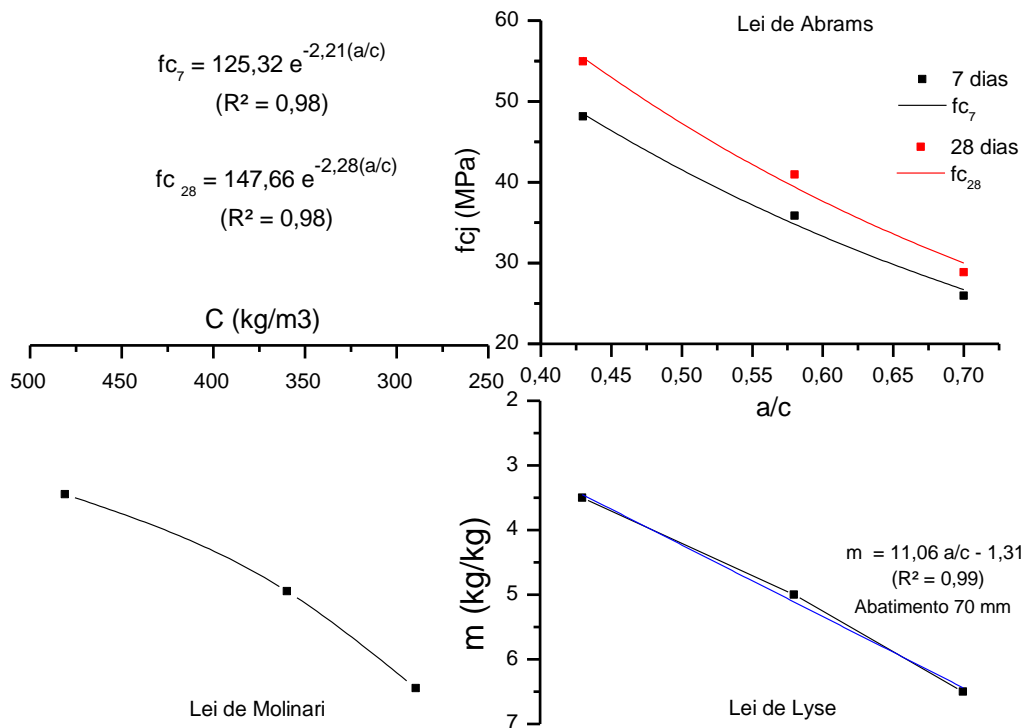 fc7 = 125,32 e-2,21(a/c)
(R² = 0,98)
fc 28 = 147,66 e-2,28(a/c)
(R² = 0,98)
Lei de Abrams
7 dias
fc7
28 dias
fc28
fcj (MPa)
60
50
40
30
20
0,40 0,45 0,50 0,55 0,60 0,65 0,70
a/c
C (kg/m3)
500 450 400 350 300 250
Lei de Molinari
m (kg/kg)
2
3
4
5
6
7
m = 11,06 a/c - 1,31
(R² = 0,99)
Abatimento 70 mm
Lei de Lyse